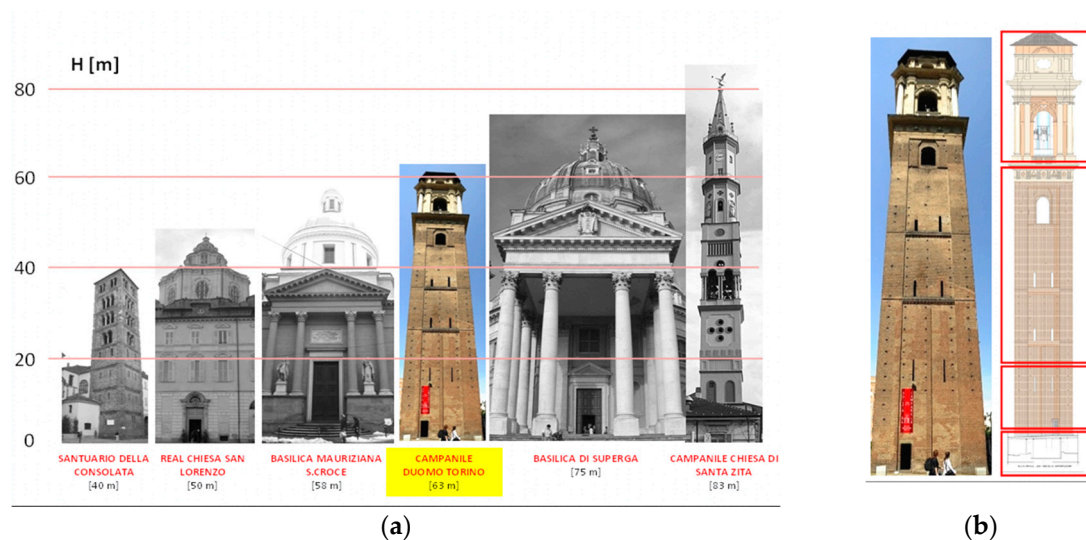 H [m]
80
60
40
20
0
SANTUARIO DELLA
CONSOLATA
[40 m]
REAL CHIESA SAN
LORENZO
[50 m]
BASILICA MAURIZIANA
S.CROCE
[58 m]
CAMPANILE
DUOMO TORINO
[63 m]
BASILICA DI SUPERGA
[75 m]
CAMPANILE CHIESA DI
SANTA ZITA
[83 m]
(a)
(b)